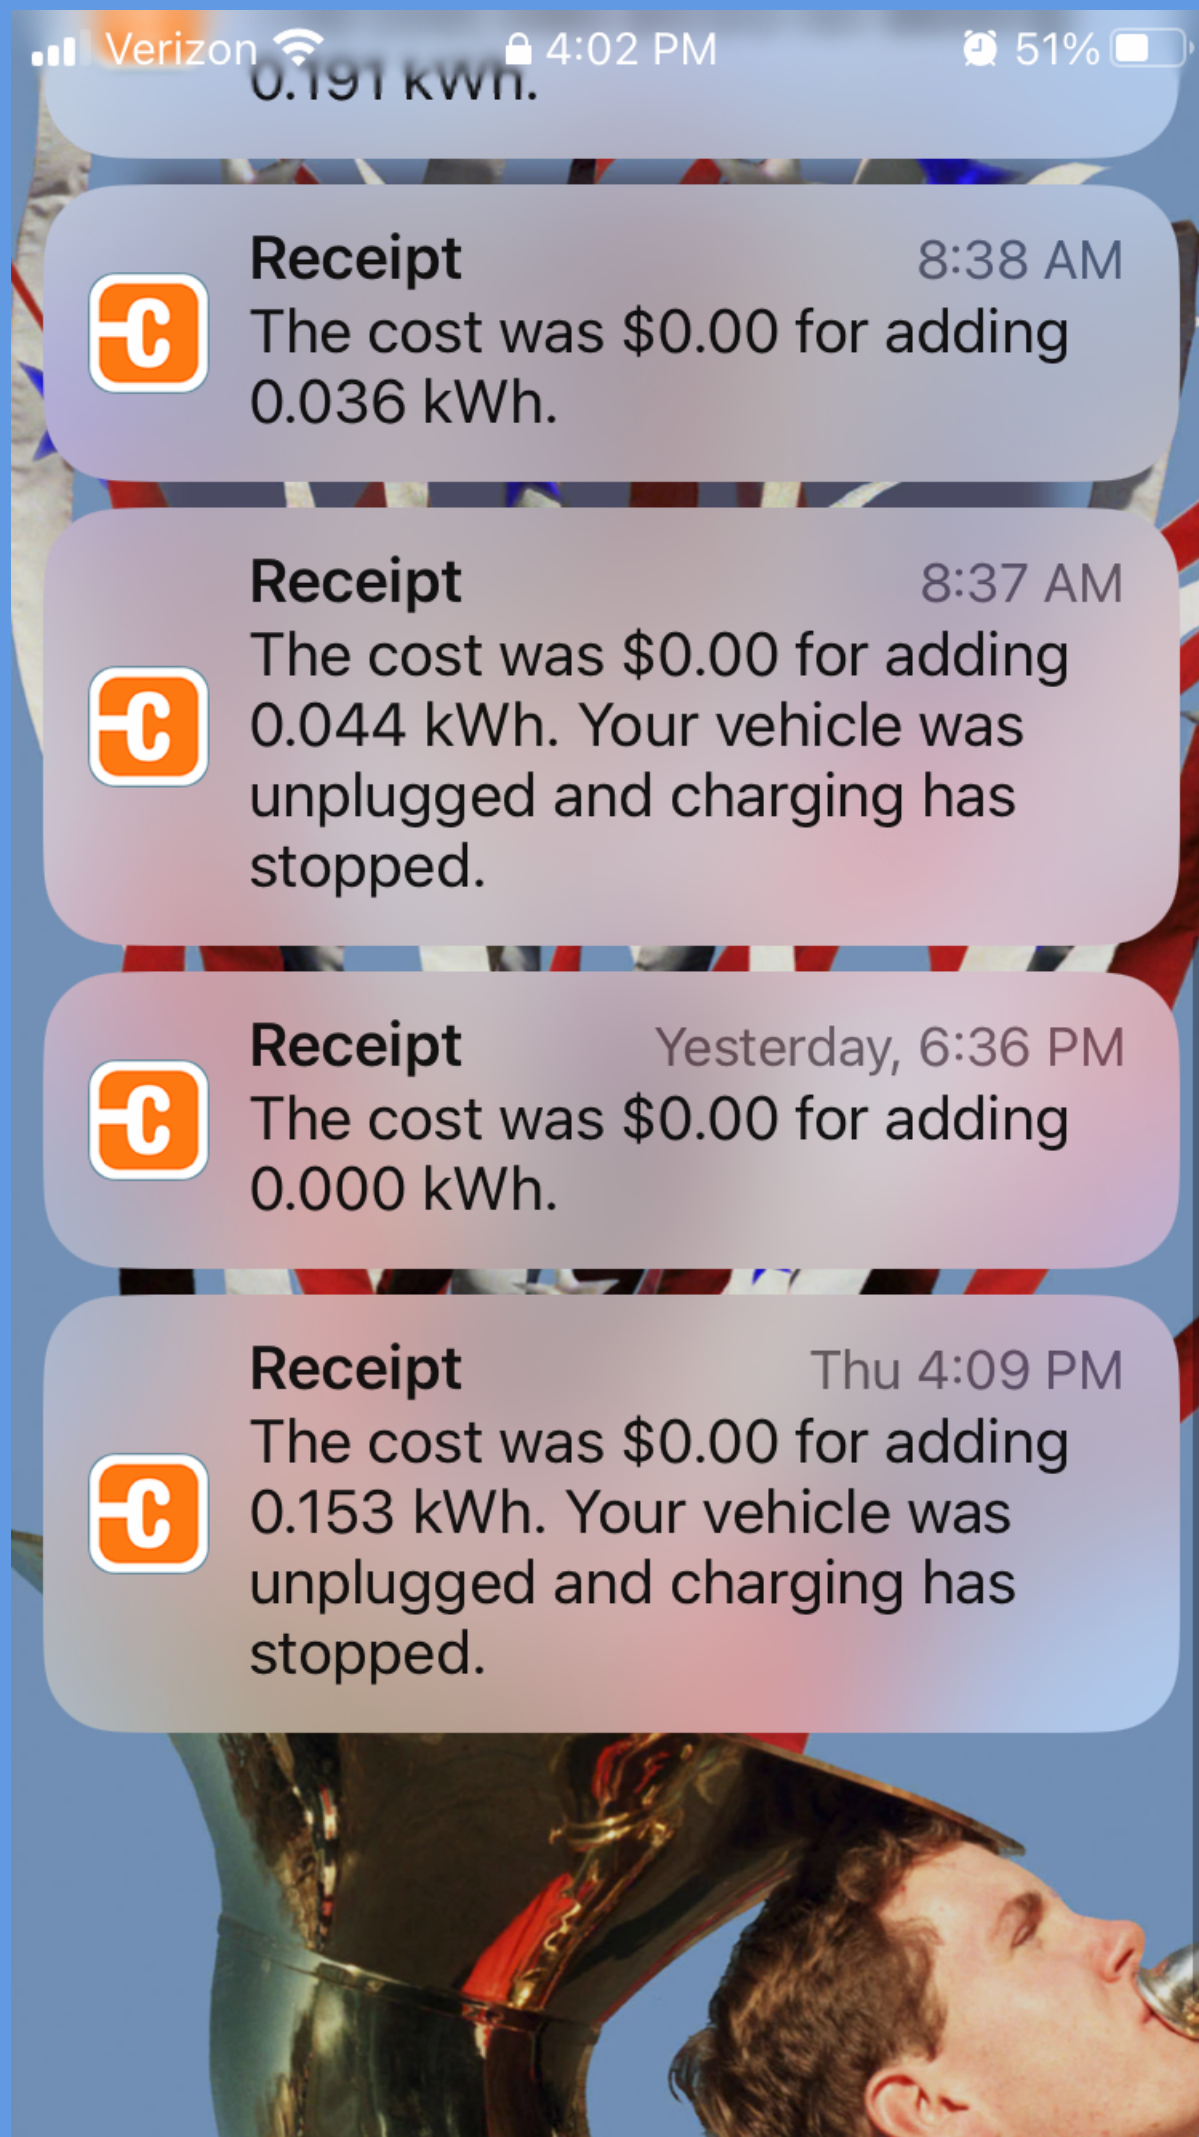 Verizon 4:02 PM 51%
0.191 kWh.
Receipt 8:38 AM
The cost was $0.00 for adding
0.036 kWh.
Receipt 8:37 AM
The cost was $0.00 for adding
0.044 kWh. Your vehicle was
unplugged and charging has
stopped.
Receipt Yesterday, 6:36 PM
The cost was $0.00 for adding
0.000 kWh.
Receipt Thu 4:09 PM
The cost was $0.00 for adding
0.153 kWh. Your vehicle was
unplugged and charging has
stopped.